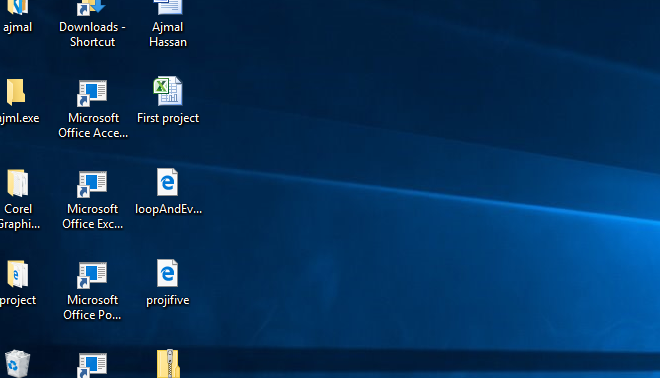 ajmal
Downloads -
Shortcut
Ajmal
Hassan
ajml.exe
Microsoft
Office Acce...
First project
Corel
Graphi...
Microsoft
Office Exc...
loopAndEv...
project
Microsoft
Office Po...
projifive